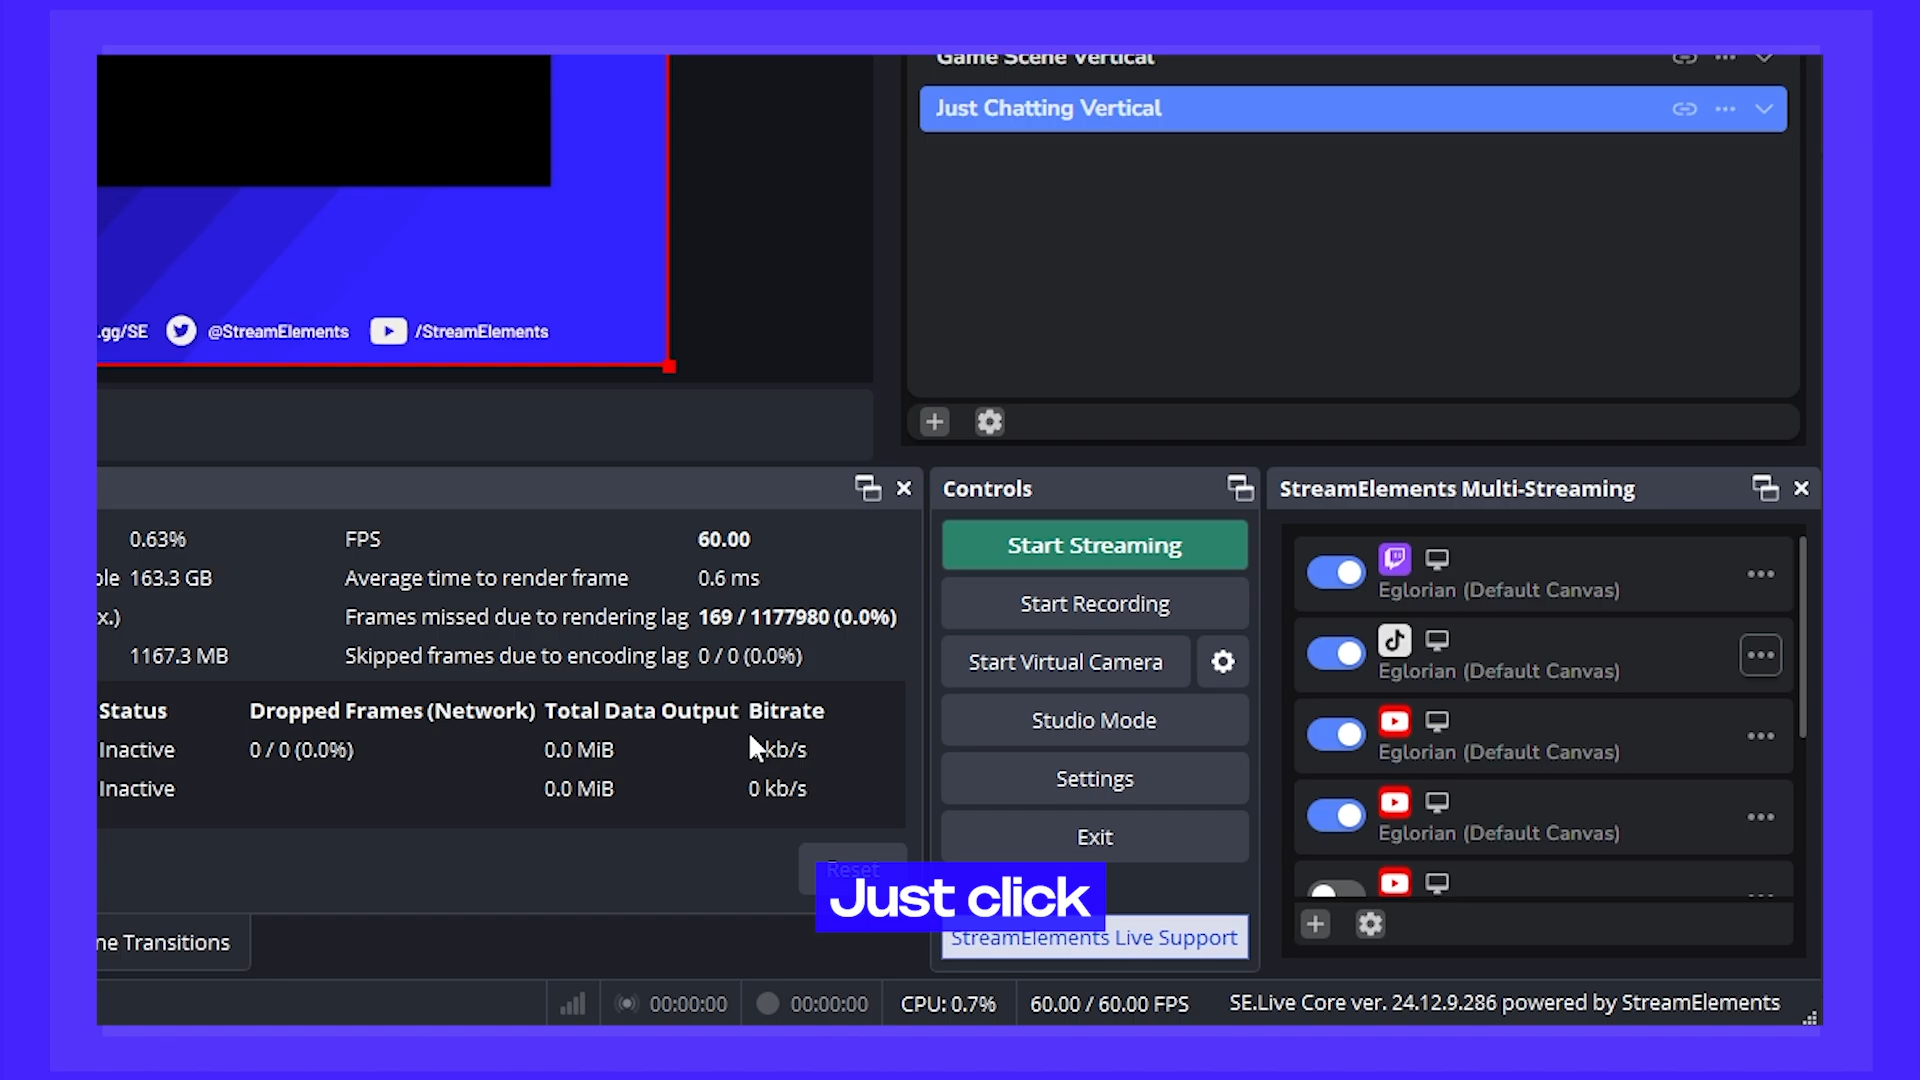 Game Scene Vertical
Just Chatting Vertical
.gg/SE @StreamElements /StreamElements
Controls
StreamElements Multi-Streaming
0.63% FPS 60.00
ble 163.3 GB Average time to render frame 0.6 ms
x.) Frames missed due to rendering lag 169 / 1177980 (0.0%)
1167.3 MB Skipped frames due to encoding lag 0 / 0 (0.0%)
Status Dropped Frames (Network) Total Data Output Bitrate
Inactive 0 / 0 (0.0%) 0.0 MiB kb/s
Inactive 0.0 MiB 0 kb/s
Reset
Start Streaming
Start Recording
Start Virtual Camera
Studio Mode
Settings
Exit
Just click
StreamElements Live Support
Eglorian (Default Canvas)
Eglorian (Default Canvas)
Eglorian (Default Canvas)
Eglorian (Default Canvas)
ne Transitions
00:00:00 00:00:00 CPU: 0.7% 60.00 / 60.00 FPS SE.Live Core ver. 24.12.9.286 powered by StreamElements